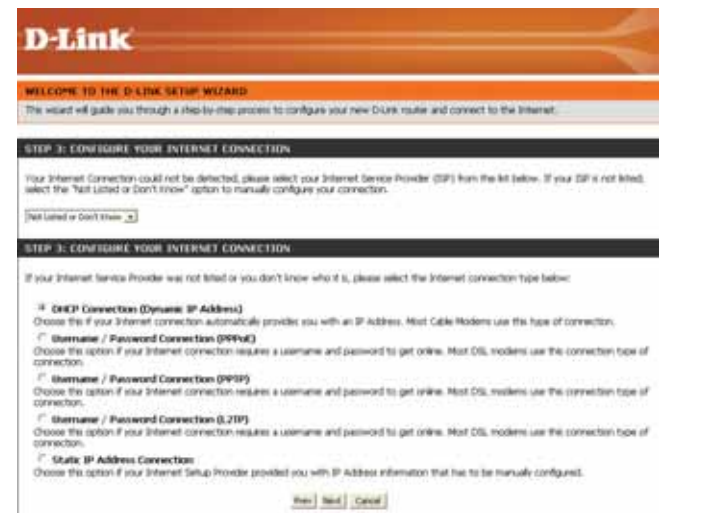 D-Link
WELCOME TO THE D-LINK SETUP WIZARD
This wizard will guide you through a step-by-step process to configure your new D-Link router and connect to the Internet.
STEP 3: CONFIGURE YOUR INTERNET CONNECTION
Your Internet Connection could not be detected, please select your Internet Service Provider (ISP) from the list below. If your ISP is not listed,
select the "Not Listed or Don't Know" option to manually configure your connection.
Not Listed or Don't Know
STEP 3: CONFIGURE YOUR INTERNET CONNECTION
If your Internet Service Provider was not listed or you don't know who it is, please select the Internet connection type below:
DHCP Connection (Dynamic IP Address)
Choose this if your Internet connection automatically provides you with an IP Address. Most Cable Modems use this type of connection.
Username / Password Connection (PPPoE)
Choose this option if your Internet connection requires a username and password to get online. Most DSL modems use this connection type of
connection.
Username / Password Connection (PPTP)
Choose this option if your Internet connection requires a username and password to get online. Most DSL modems use this connection type of
connection.
Username / Password Connection (L2TP)
Choose this option if your Internet connection requires a username and password to get online. Most DSL modems use this connection type of
connection.
Static IP Address Connection
Choose this option if your Internet Setup Provider provided you with IP Address information that has to be manually configured.
Prev Next Cancel